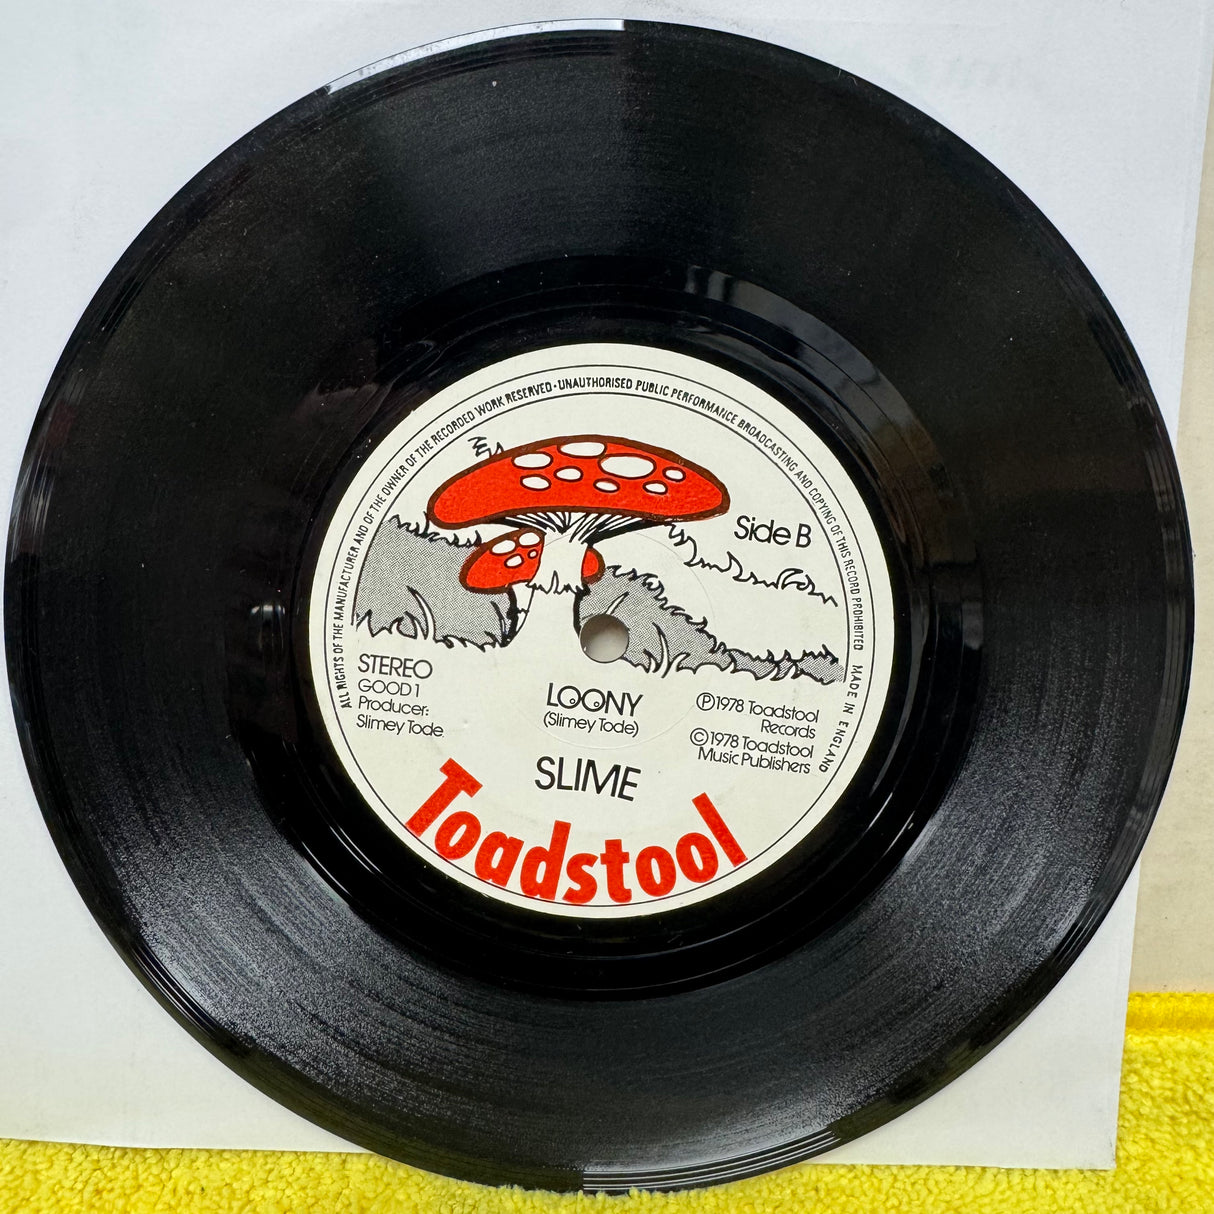 ALL RIGHTS OF THE MANUFACTURER AND OF THE OWNER OF THE RECORDED WORK RESERVED · UNAUTHORISED PUBLIC PERFORMANCE BROADCASTING AND COPYING OF THIS RECORD PROHIBITED MADE IN ENGLAND
Side B
STEREO
GOOD 1
Producer:
Slimey Tode
LOONY
(Slimey Tode)
Ⓟ1978 Toadstool
Records
©1978 Toadstool
Music Publishers
SLIME
Toadstool